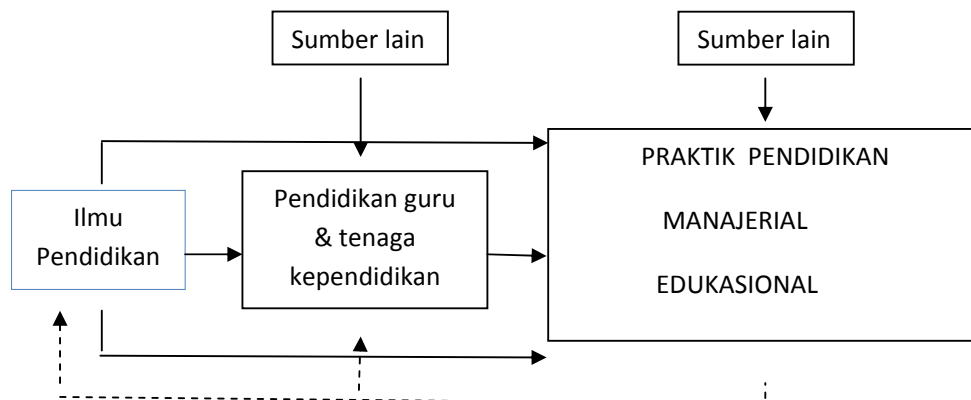 Sumber lain
Sumber lain
PRAKTIK PENDIDIKAN
MANAJERIAL
EDUKASIONAL
Ilmu
Pendidikan
Pendidikan guru
& tenaga
kependidikan